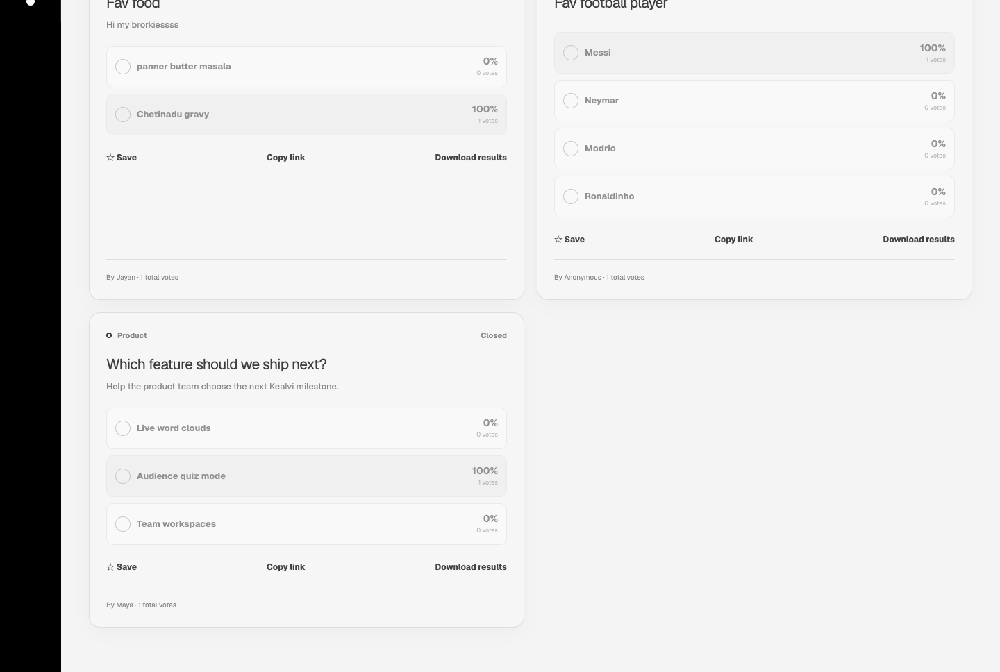 Fav food
Hi my brorkiessss
panner butter masala
0%
0 votes
Chetinadu gravy
100%
1 votes
☆ Save
Copy link
Download results
By Jayan · 1 total votes
Fav football player
Messi
100%
1 votes
Neymar
0%
0 votes
Modric
0%
0 votes
Ronaldinho
0%
0 votes
☆ Save
Copy link
Download results
By Anonymous · 1 total votes
Product
Closed
Which feature should we ship next?
Help the product team choose the next Kealvi milestone.
Live word clouds
0%
0 votes
Audience quiz mode
100%
1 votes
Team workspaces
0%
0 votes
☆ Save
Copy link
Download results
By Maya · 1 total votes